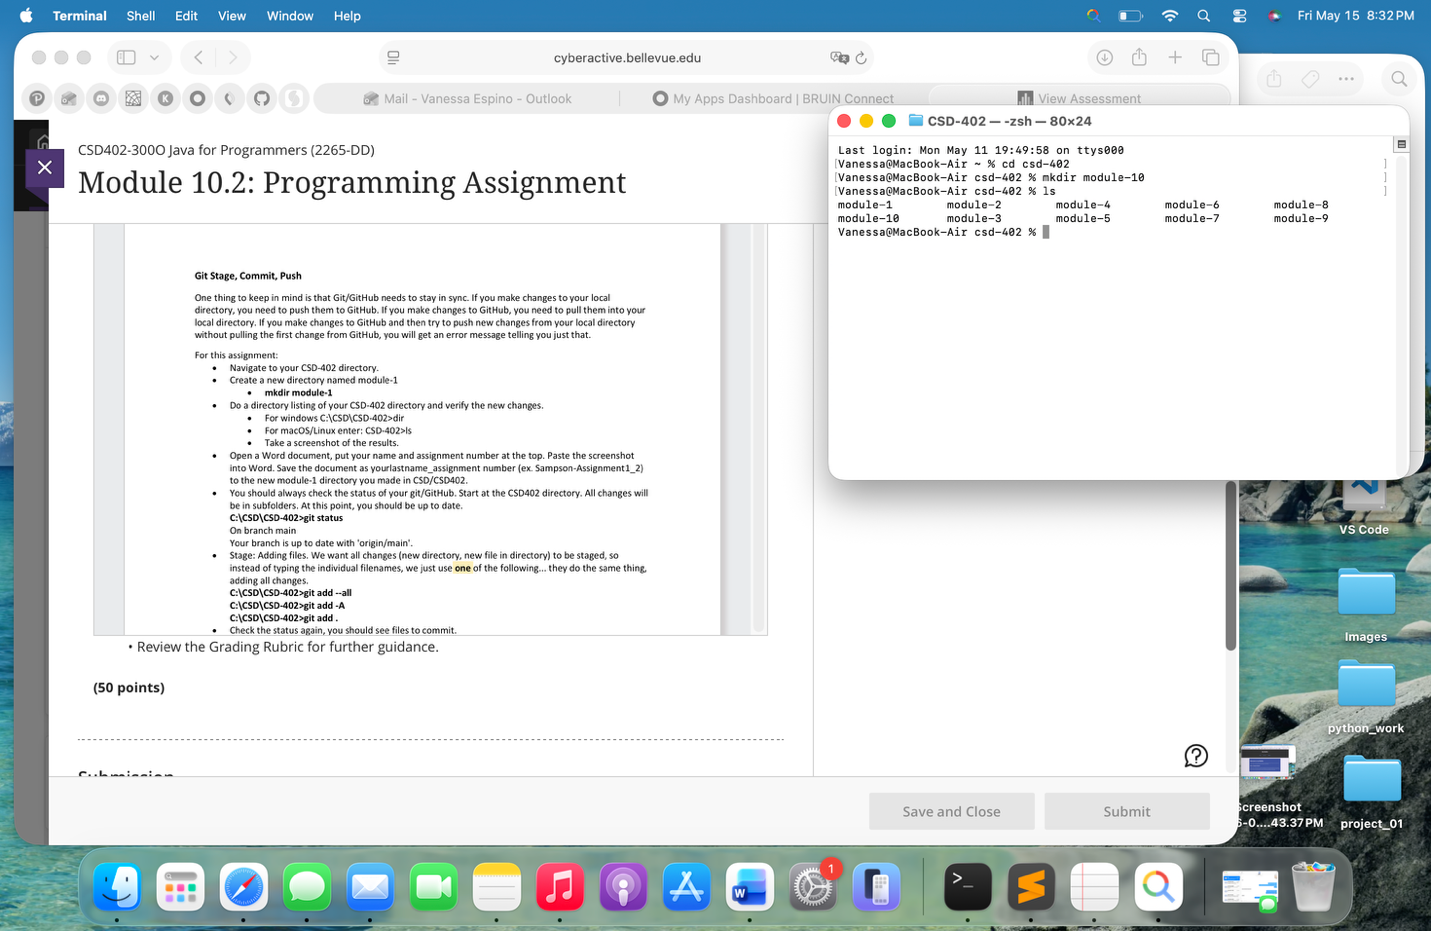 Terminal Shell Edit View Window Help Fri May 15 8:32 PM
cyberactive.bellevue.edu
Mail - Vanessa Espino - Outlook My Apps Dashboard | BRUIN Connect View Assessment
CSD402-300O Java for Programmers (2265-DD)
Module 10.2: Programming Assignment
Git Stage, Commit, Push
One thing to keep in mind is that Git/GitHub needs to stay in sync. If you make changes to your local
directory, you need to push them to GitHub. If you make changes to GitHub, you need to pull them into your
local directory. If you make changes to GitHub and then try to push new changes from your local directory
without pulling the first change from GitHub, you will get an error message telling you just that.
For this assignment:
• Navigate to your CSD-402 directory.
• Create a new directory named module-1
• mkdir module-1
• Do a directory listing of your CSD-402 directory and verify the new changes.
• For windows C:\CSD\CSD-402>dir
• For macOS/Linux enter: CSD-402>ls
• Take a screenshot of the results.
• Open a Word document, put your name and assignment number at the top. Paste the screenshot
into Word. Save the document as yourlastname_assignment number (ex. Sampson-Assignment1_2)
to the new module-1 directory you made in CSD/CSD402.
• You should always check the status of your git/GitHub. Start at the CSD402 directory. All changes will
be in subfolders. At this point, you should be up to date.
C:\CSD\CSD-402>git status
On branch main
Your branch is up to date with 'origin/main'.
• Stage: Adding files. We want all changes (new directory, new file in directory) to be staged, so
instead of typing the individual filenames, we just use one of the following... they do the same thing,
adding all changes.
C:\CSD\CSD-402>git add --all
C:\CSD\CSD-402>git add -A
C:\CSD\CSD-402>git add .
• Check the status again, you should see files to commit.
• Review the Grading Rubric for further guidance.
(50 points)
Submission
Save and Close Submit
CSD-402 — -zsh — 80×24
Last login: Mon May 11 19:49:58 on ttys000
[Vanessa@MacBook-Air ~ % cd csd-402 ]
[Vanessa@MacBook-Air csd-402 % mkdir module-10 ]
[Vanessa@MacBook-Air csd-402 % ls ]
module-1 module-2 module-4 module-6 module-8
module-10 module-3 module-5 module-7 module-9
Vanessa@MacBook-Air csd-402 %
VS Code
Images
python_work
Screenshot
6-0....43.37 PM
project_01
1
W
>_